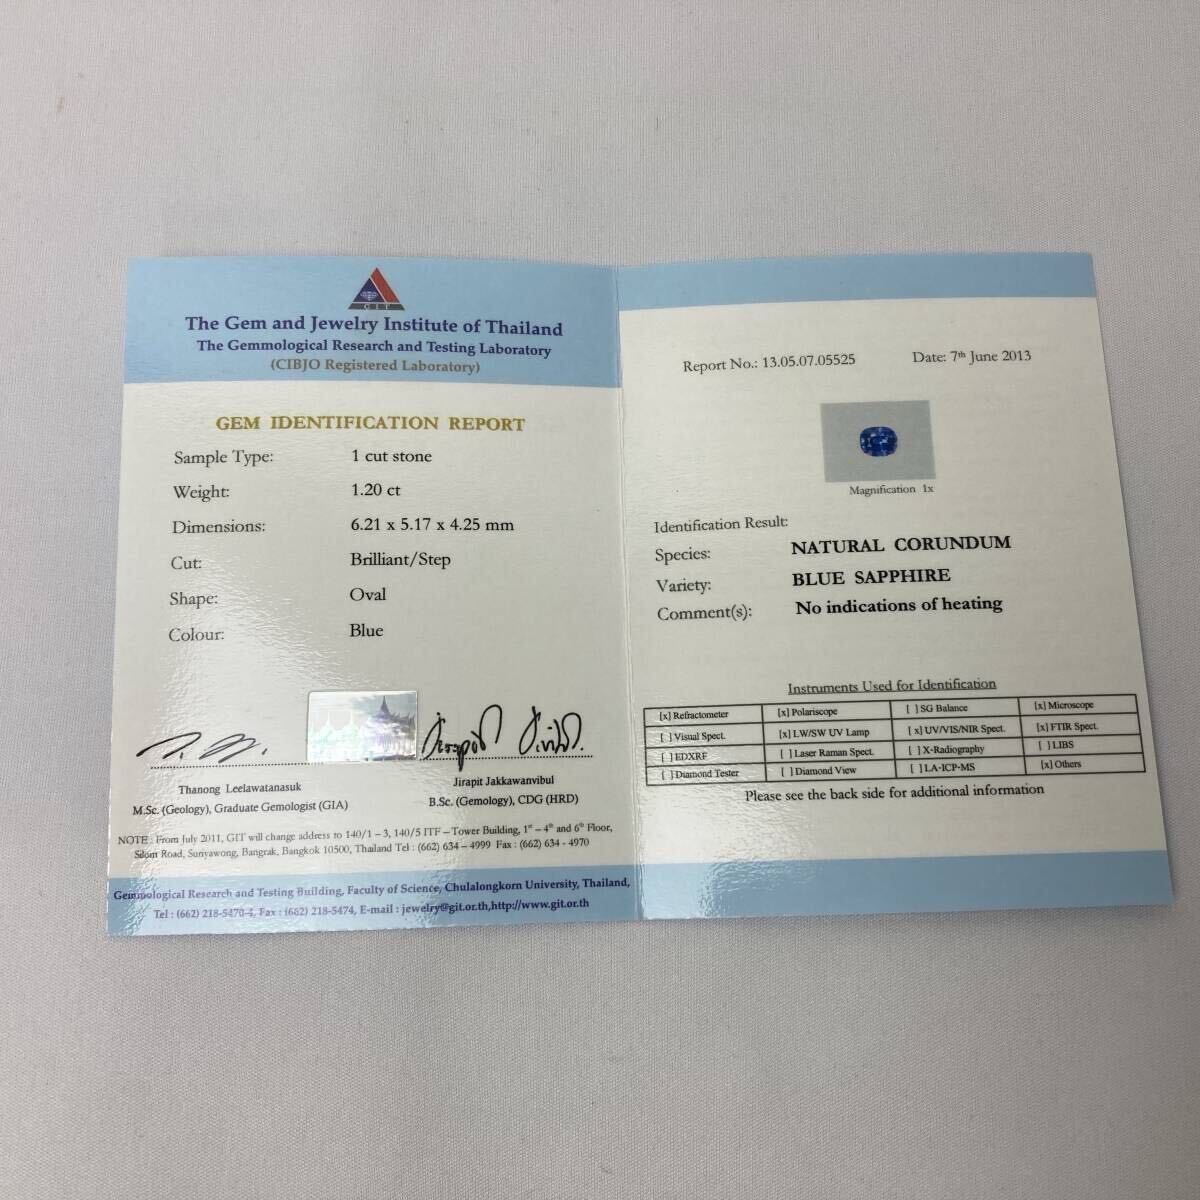 GIT
The Gem and Jewelry Institute of Thailand
The Gemmological Research and Testing Laboratory
(CIBJO Registered Laboratory)
GEM IDENTIFICATION REPORT
Sample Type: 1 cut stone
Weight: 1.20 ct
Dimensions: 6.21 x 5.17 x 4.25 mm
Cut: Brilliant/Step
Shape: Oval
Colour: Blue
Thanong Leelawatanasuk
M.Sc. (Geology), Graduate Gemologist (GIA)
Jirapit Jakkawanvibul
B.Sc. (Gemology), CDG (HRD)
NOTE : From July 2011, GIT will change address to 140/1 – 3, 140/5 ITF – Tower Building, 1st – 4th and 6th Floor,
Silom Road, Suriyawong, Bangrak, Bangkok 10500, Thailand Tel : (662) 634 – 4999 Fax : (662) 634 - 4970
Gemmological Research and Testing Building, Faculty of Science, Chulalongkorn University, Thailand,
Tel : (662) 218-5470-4, Fax : (662) 218-5474, E-mail : jewelry@git.or.th,http://www.git.or.th
Report No.: 13.05.07.05525 Date: 7th June 2013
Magnification 1x
Identification Result:
Species: NATURAL CORUNDUM
Variety: BLUE SAPPHIRE
Comment(s): No indications of heating
Instruments Used for Identification
[x] Refractometer [x] Polariscope [ ] SG Balance [x] Microscope
[ ] Visual Spect. [x] LW/SW UV Lamp [x] UV/VIS/NIR Spect. [x] FTIR Spect.
[ ] EDXRF [ ] Laser Raman Spect. [ ] X-Radiography [ ] LIBS
[ ] Diamond Tester [ ] Diamond View [ ] LA-ICP-MS [x] Others
Please see the back side for additional information